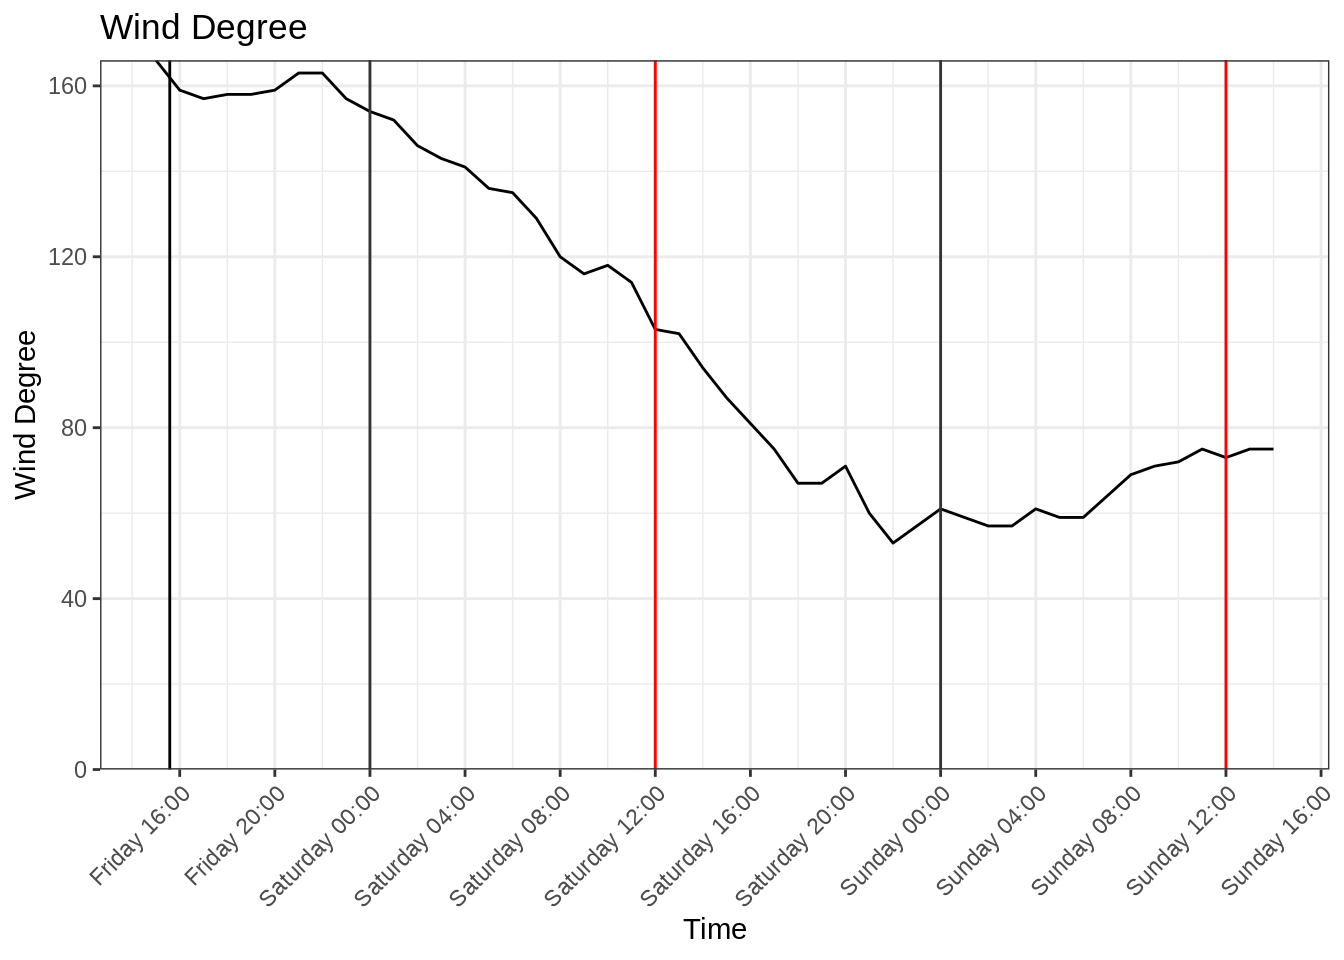 Wind Degree
Wind Degree
160
120
80
40
0
Friday 16:00
Friday 20:00
Saturday 00:00
Saturday 04:00
Saturday 08:00
Saturday 12:00
Saturday 16:00
Saturday 20:00
Sunday 00:00
Sunday 04:00
Sunday 08:00
Sunday 12:00
Sunday 16:00
Time